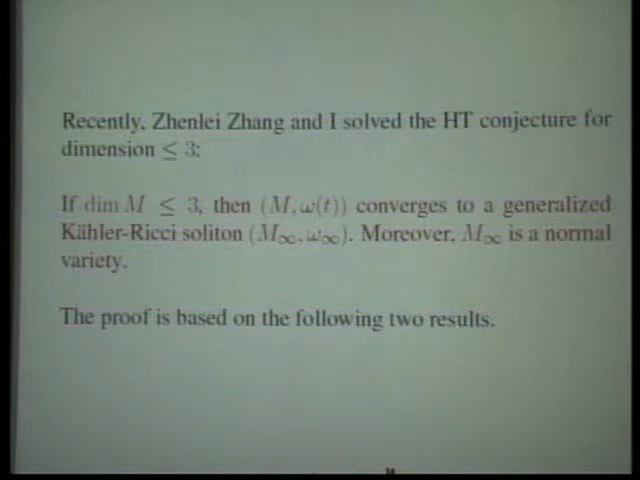 Recently, Zhenlei Zhang and I solved the HT conjecture for
dimension ≤ 3:
If dim M ≤ 3, then (M, ω(t)) converges to a generalized
Kähler-Ricci soliton (M∞, ω∞). Moreover, M∞ is a normal
variety.
The proof is based on the following two results.